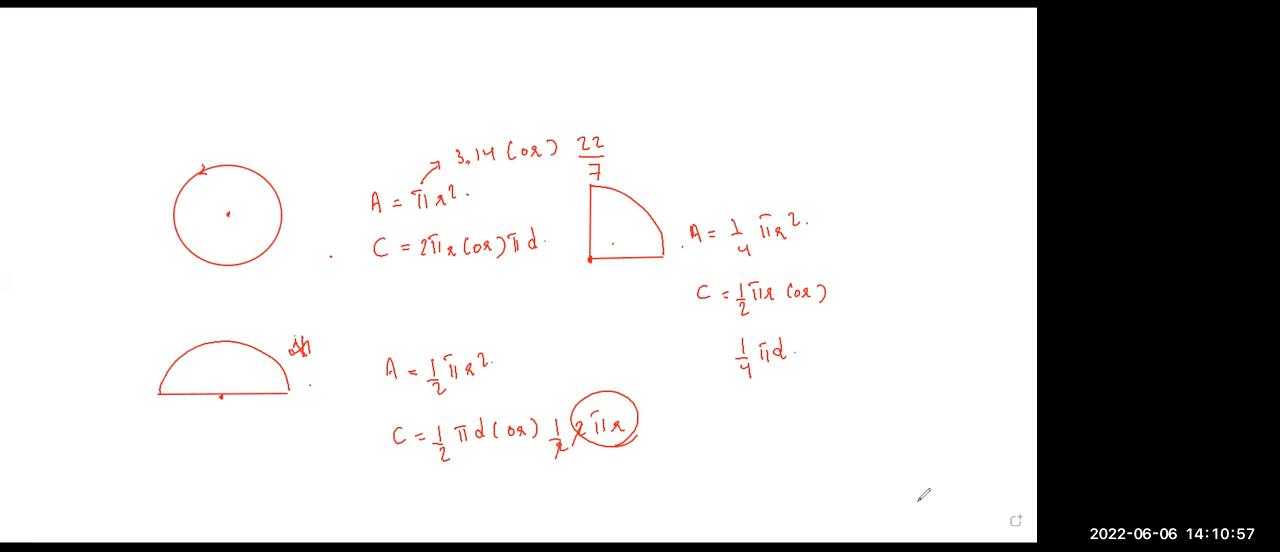 3.14 (or) 22/7
A = πr².
C = 2πr (or) πd.
A = 1/4 πr².
C = 1/2 πr (or)
1/4 πd.
A = 1/2 πr².
C = 1/2 πd (or) 1/2 2πr
2022-06-06 14:10:57